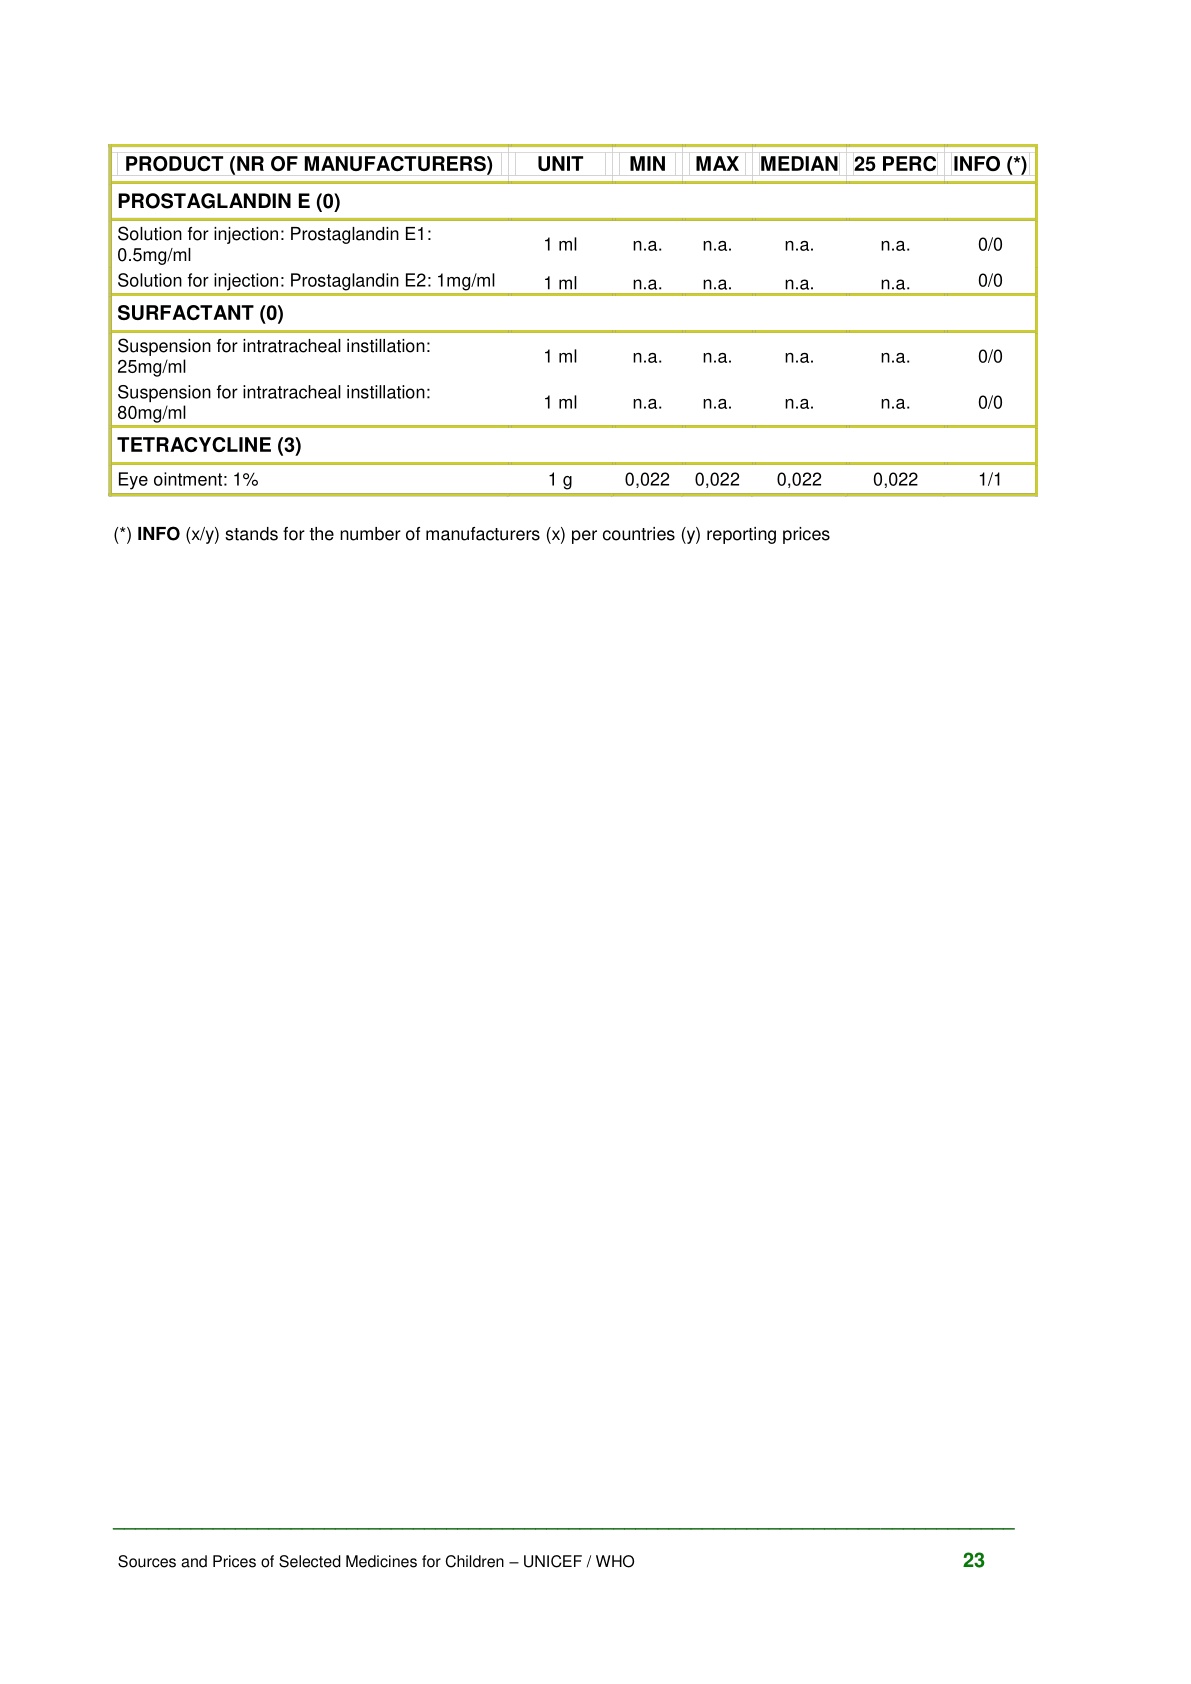 PRODUCT (NR OF MANUFACTURERS) UNIT MIN MAX MEDIAN 25 PERC INFO (*)
PROSTAGLANDIN E (0)
Solution for injection: Prostaglandin E1:
0.5mg/ml 1 ml n.a. n.a. n.a. n.a. 0/0
Solution for injection: Prostaglandin E2: 1mg/ml 1 ml n.a. n.a. n.a. n.a. 0/0
SURFACTANT (0)
Suspension for intratracheal instillation:
25mg/ml 1 ml n.a. n.a. n.a. n.a. 0/0
Suspension for intratracheal instillation:
80mg/ml 1 ml n.a. n.a. n.a. n.a. 0/0
TETRACYCLINE (3)
Eye ointment: 1% 1 g 0,022 0,022 0,022 0,022 1/1
(*) INFO (x/y) stands for the number of manufacturers (x) per countries (y) reporting prices
Sources and Prices of Selected Medicines for Children – UNICEF / WHO 23